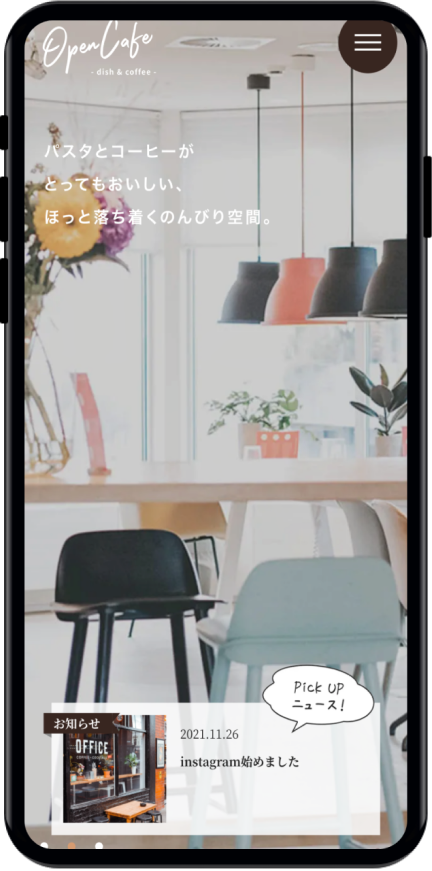 OpenCafe
- dish & coffee -
パスタとコーヒーが
とってもおいしい、
ほっと落ち着くのんびり空間。
Pick UP
ニュース!
お知らせ
OFFICE
2021.11.26
instagram始めました